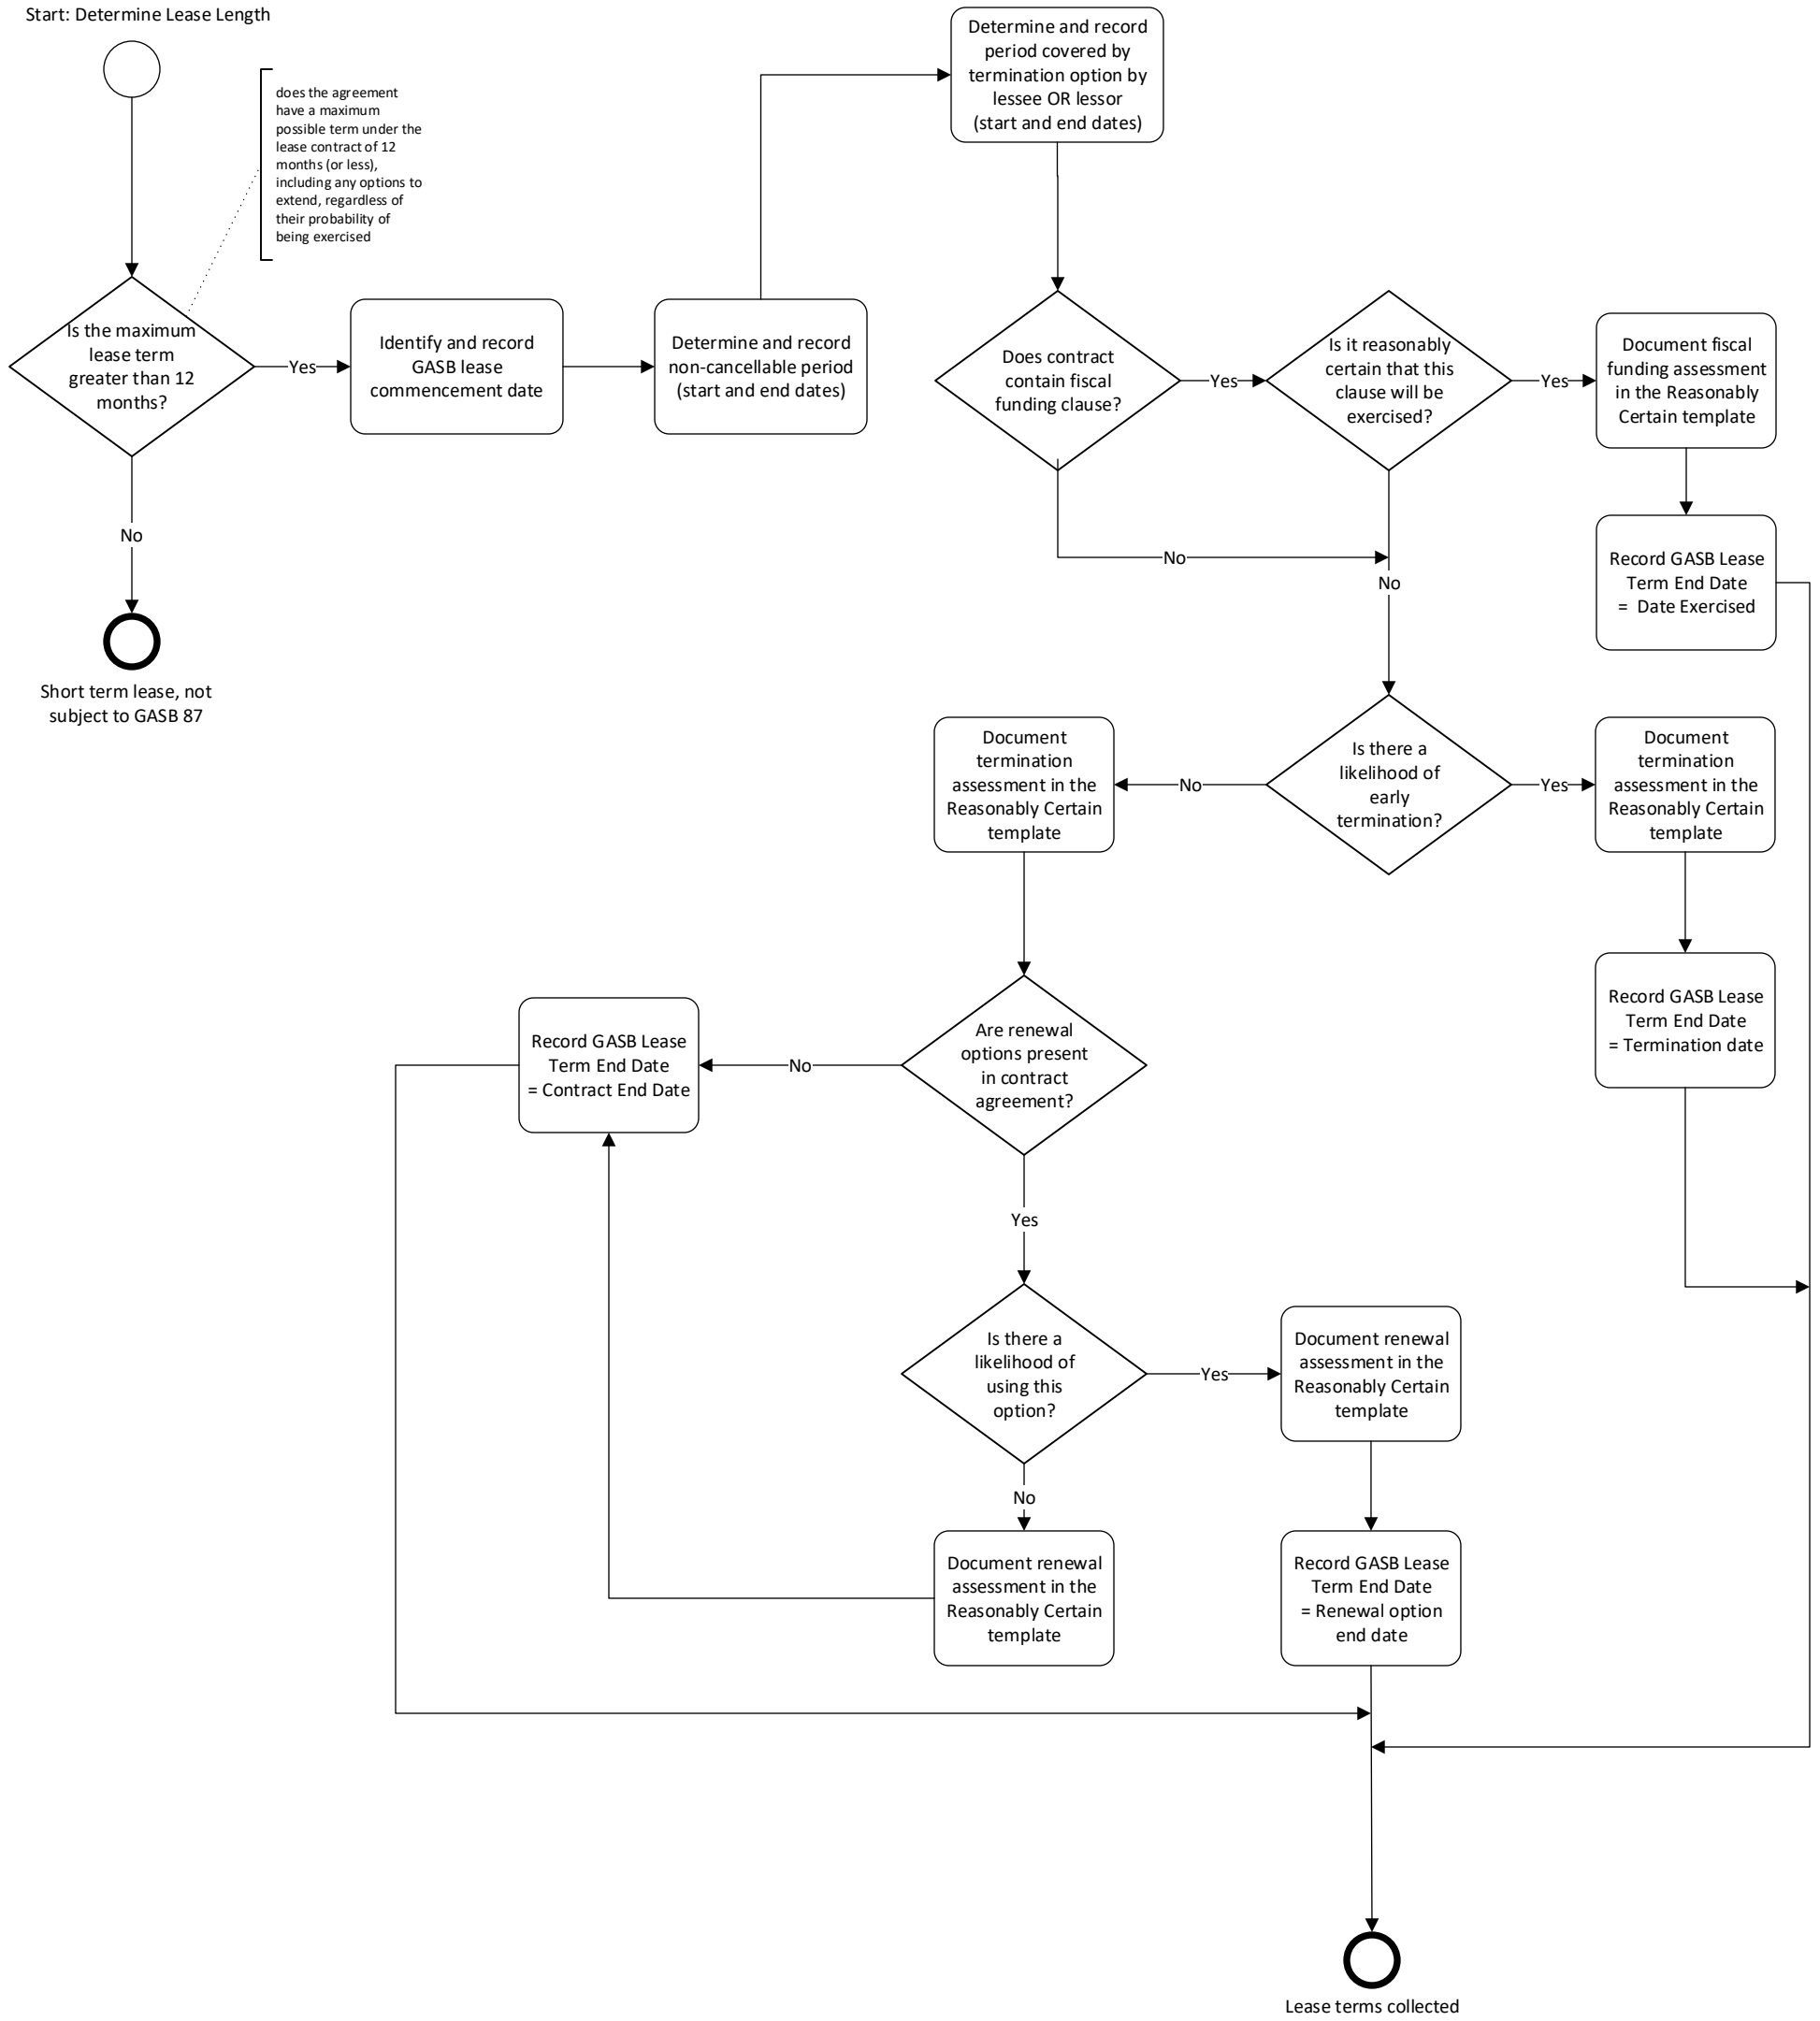 Start: Determine Lease Length
does the agreement
have a maximum
possible term under the
lease contract of 12
months (or less),
including any options to
extend, regardless of
their probability of
being exercised
Is the maximum
lease term
greater than 12
months?
Yes
Identify and record
GASB lease
commencement date
Determine and record
non-cancellable period
(start and end dates)
No
Short term lease, not
subject to GASB 87
Determine and record
period covered by
termination option by
lessee OR lessor
(start and end dates)
Does contract
contain fiscal
funding clause?
Yes
Is it reasonably
certain that this
clause will be
exercised?
Yes
Document fiscal
funding assessment
in the Reasonably
Certain template
No
No
Record GASB Lease
Term End Date
=  Date Exercised
Is there a
likelihood of
early
termination?
No
Document
termination
assessment in the
Reasonably Certain
template
Yes
Document
termination
assessment in the
Reasonably Certain
template
Record GASB Lease
Term End Date
= Termination date
Are renewal
options present
in contract
agreement?
No
Record GASB Lease
Term End Date
= Contract End Date
Yes
Is there a
likelihood of
using this
option?
Yes
Document renewal
assessment in the
Reasonably Certain
template
No
Document renewal
assessment in the
Reasonably Certain
template
Record GASB Lease
Term End Date
= Renewal option
end date
Lease terms collected